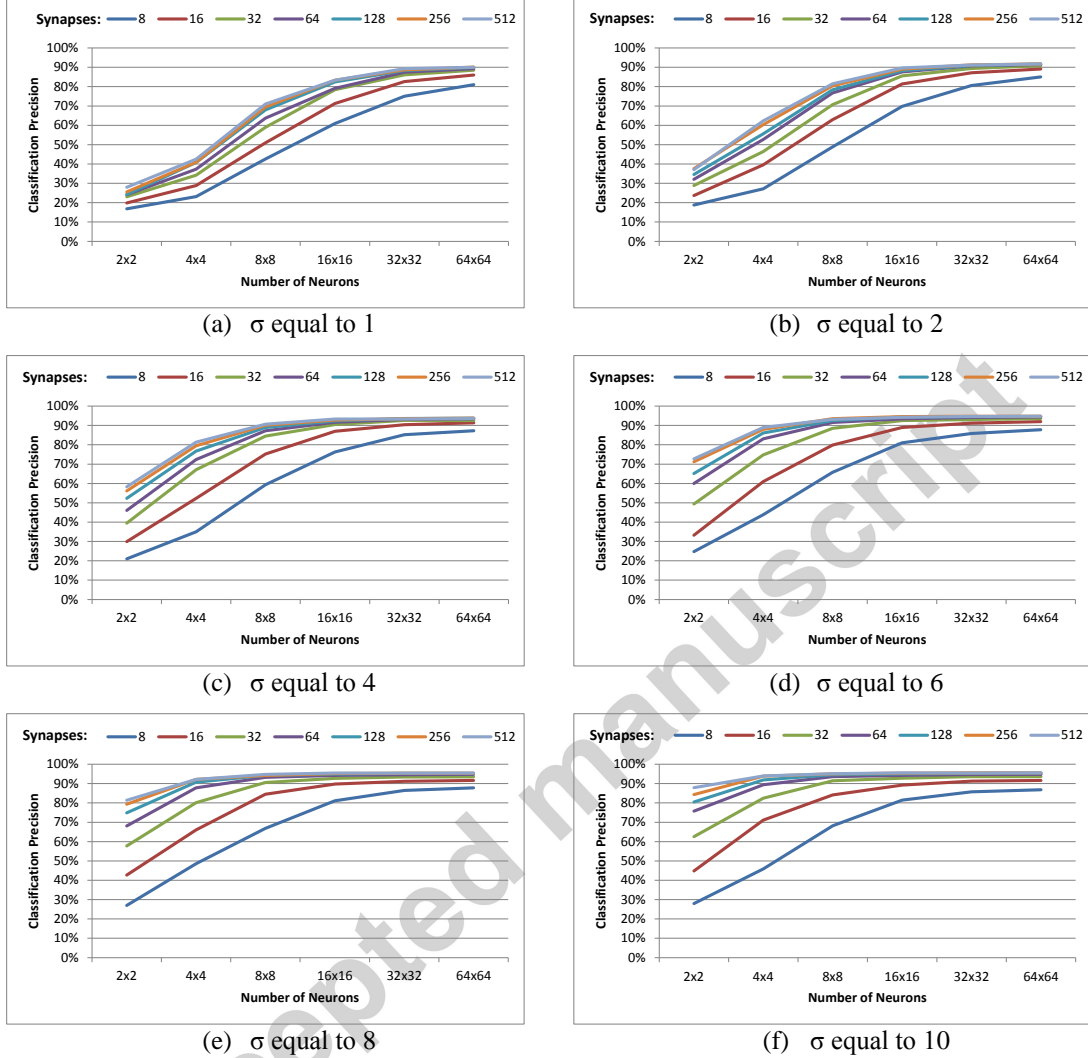 Synapses: 8 16 32 64 128 256 512
100%
90%
80%
70%
60%
50%
40%
30%
20%
10%
0%
Classification Precision
2x2 4x4 8x8 16x16 32x32 64x64
Number of Neurons
(a) σ equal to 1
Synapses: 8 16 32 64 128 256 512
100%
90%
80%
70%
60%
50%
40%
30%
20%
10%
0%
Classification Precision
2x2 4x4 8x8 16x16 32x32 64x64
Number of Neurons
(b) σ equal to 2
Synapses: 8 16 32 64 128 256 512
100%
90%
80%
70%
60%
50%
40%
30%
20%
10%
0%
Classification Precision
2x2 4x4 8x8 16x16 32x32 64x64
Number of Neurons
(c) σ equal to 4
Synapses: 8 16 32 64 128 256 512
100%
90%
80%
70%
60%
50%
40%
30%
20%
10%
0%
Classification Precision
2x2 4x4 8x8 16x16 32x32 64x64
Number of Neurons
(d) σ equal to 6
Synapses: 8 16 32 64 128 256 512
100%
90%
80%
70%
60%
50%
40%
30%
20%
10%
0%
Classification Precision
2x2 4x4 8x8 16x16 32x32 64x64
Number of Neurons
(e) σ equal to 8
Synapses: 8 16 32 64 128 256 512
100%
90%
80%
70%
60%
50%
40%
30%
20%
10%
0%
Classification Precision
2x2 4x4 8x8 16x16 32x32 64x64
Number of Neurons
(f) σ equal to 10
epted manuscript